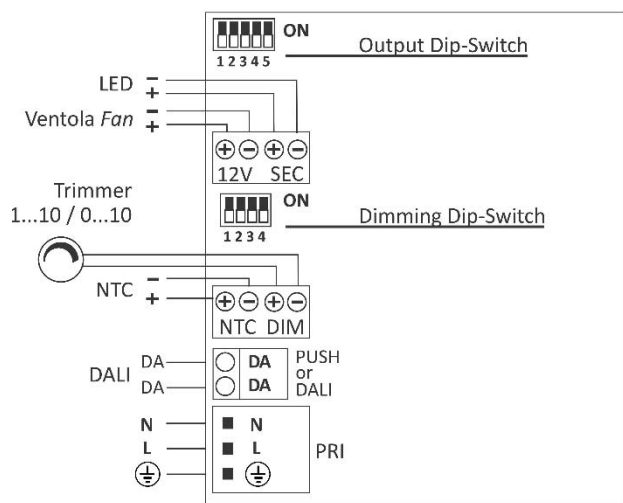 ON
1 2 3 4 5
Output Dip-Switch
LED − +
Ventola Fan − +
+ − + −
12V SEC
Trimmer
1...10 / 0...10
ON
1 2 3 4
Dimming Dip-Switch
NTC − +
+ − + −
NTC DIM
DALI
DA DA
DA DA
PUSH
or
DALI
N N
L L
PRI